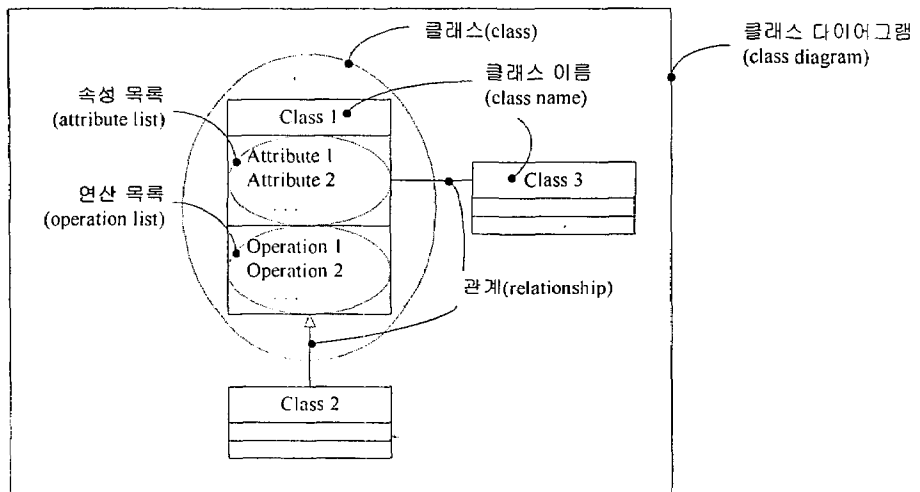 클래스(class)
클래스 다이어그램
(class diagram)
클래스 이름
(class name)
속성 목록
(attribute list)
Class 1
Attribute 1
Attribute 2
...
Class 3
연산 목록
(operation list)
Operation 1
Operation 2
...
관계(relationship)
Class 2